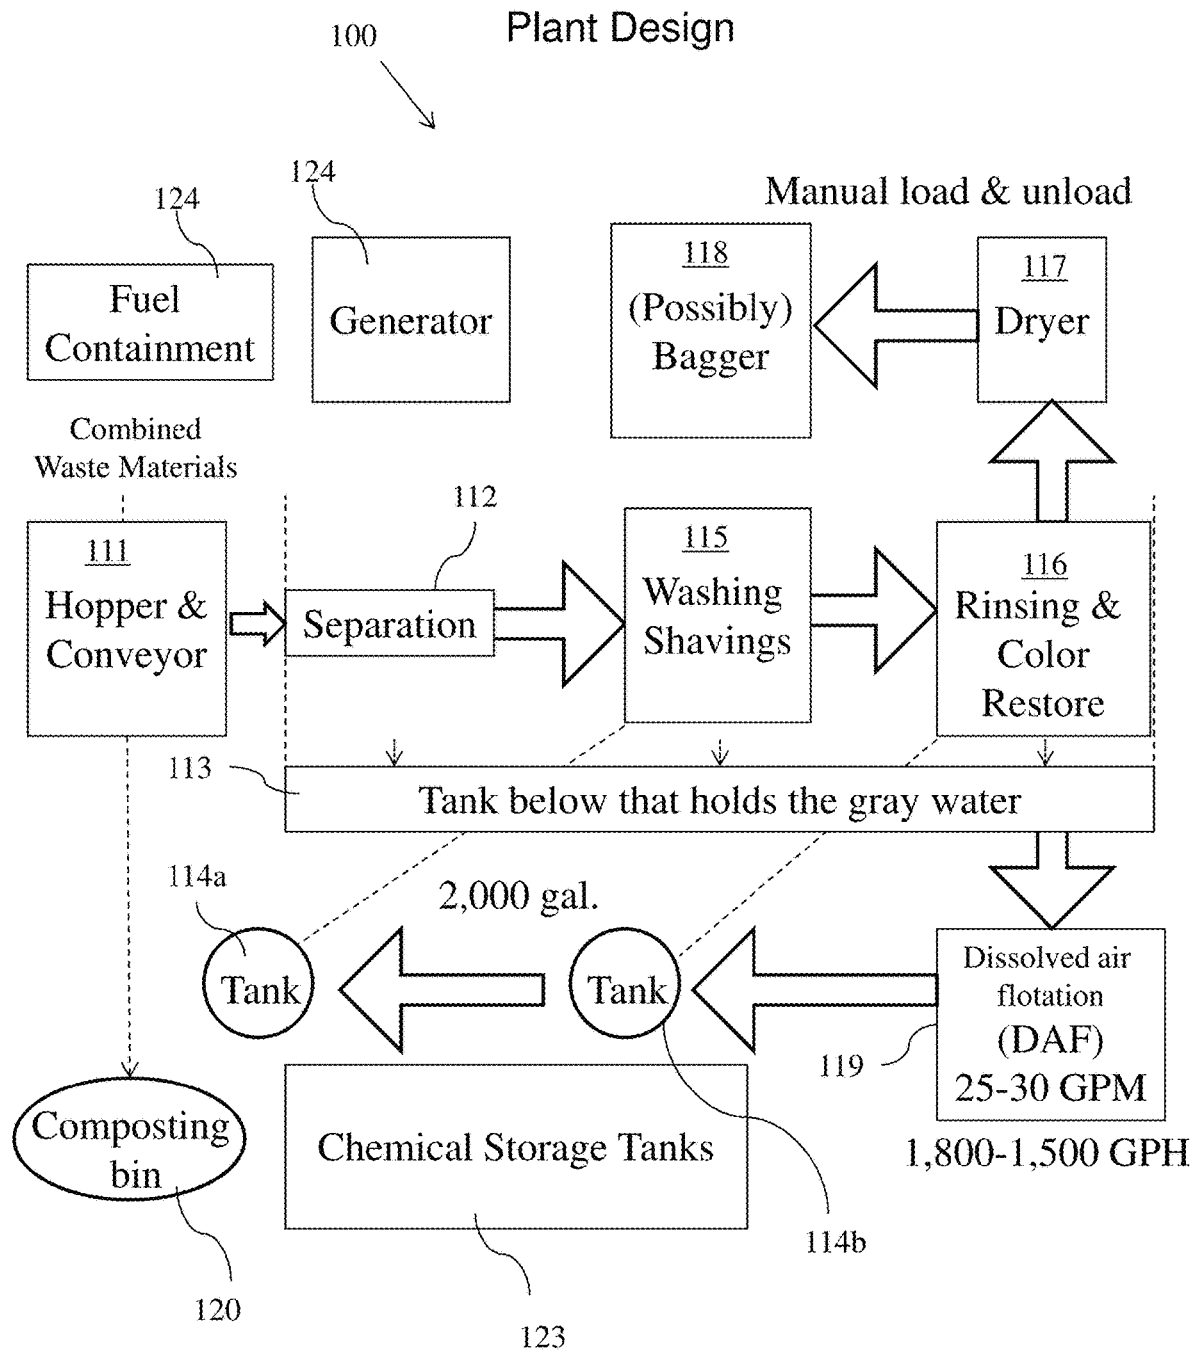 Plant Design
100
124
124
Manual load & unload
Fuel
Containment
Generator
118
(Possibly)
Bagger
117
Dryer
Combined
Waste Materials
111
Hopper &
Conveyor
112
Separation
115
Washing
Shavings
116
Rinsing &
Color
Restore
113
Tank below that holds the gray water
114a
2,000 gal.
Tank
Tank
Dissolved air
flotation
(DAF)
25-30 GPM
119
1,800-1,500 GPH
Composting
bin
Chemical Storage Tanks
114b
120
123